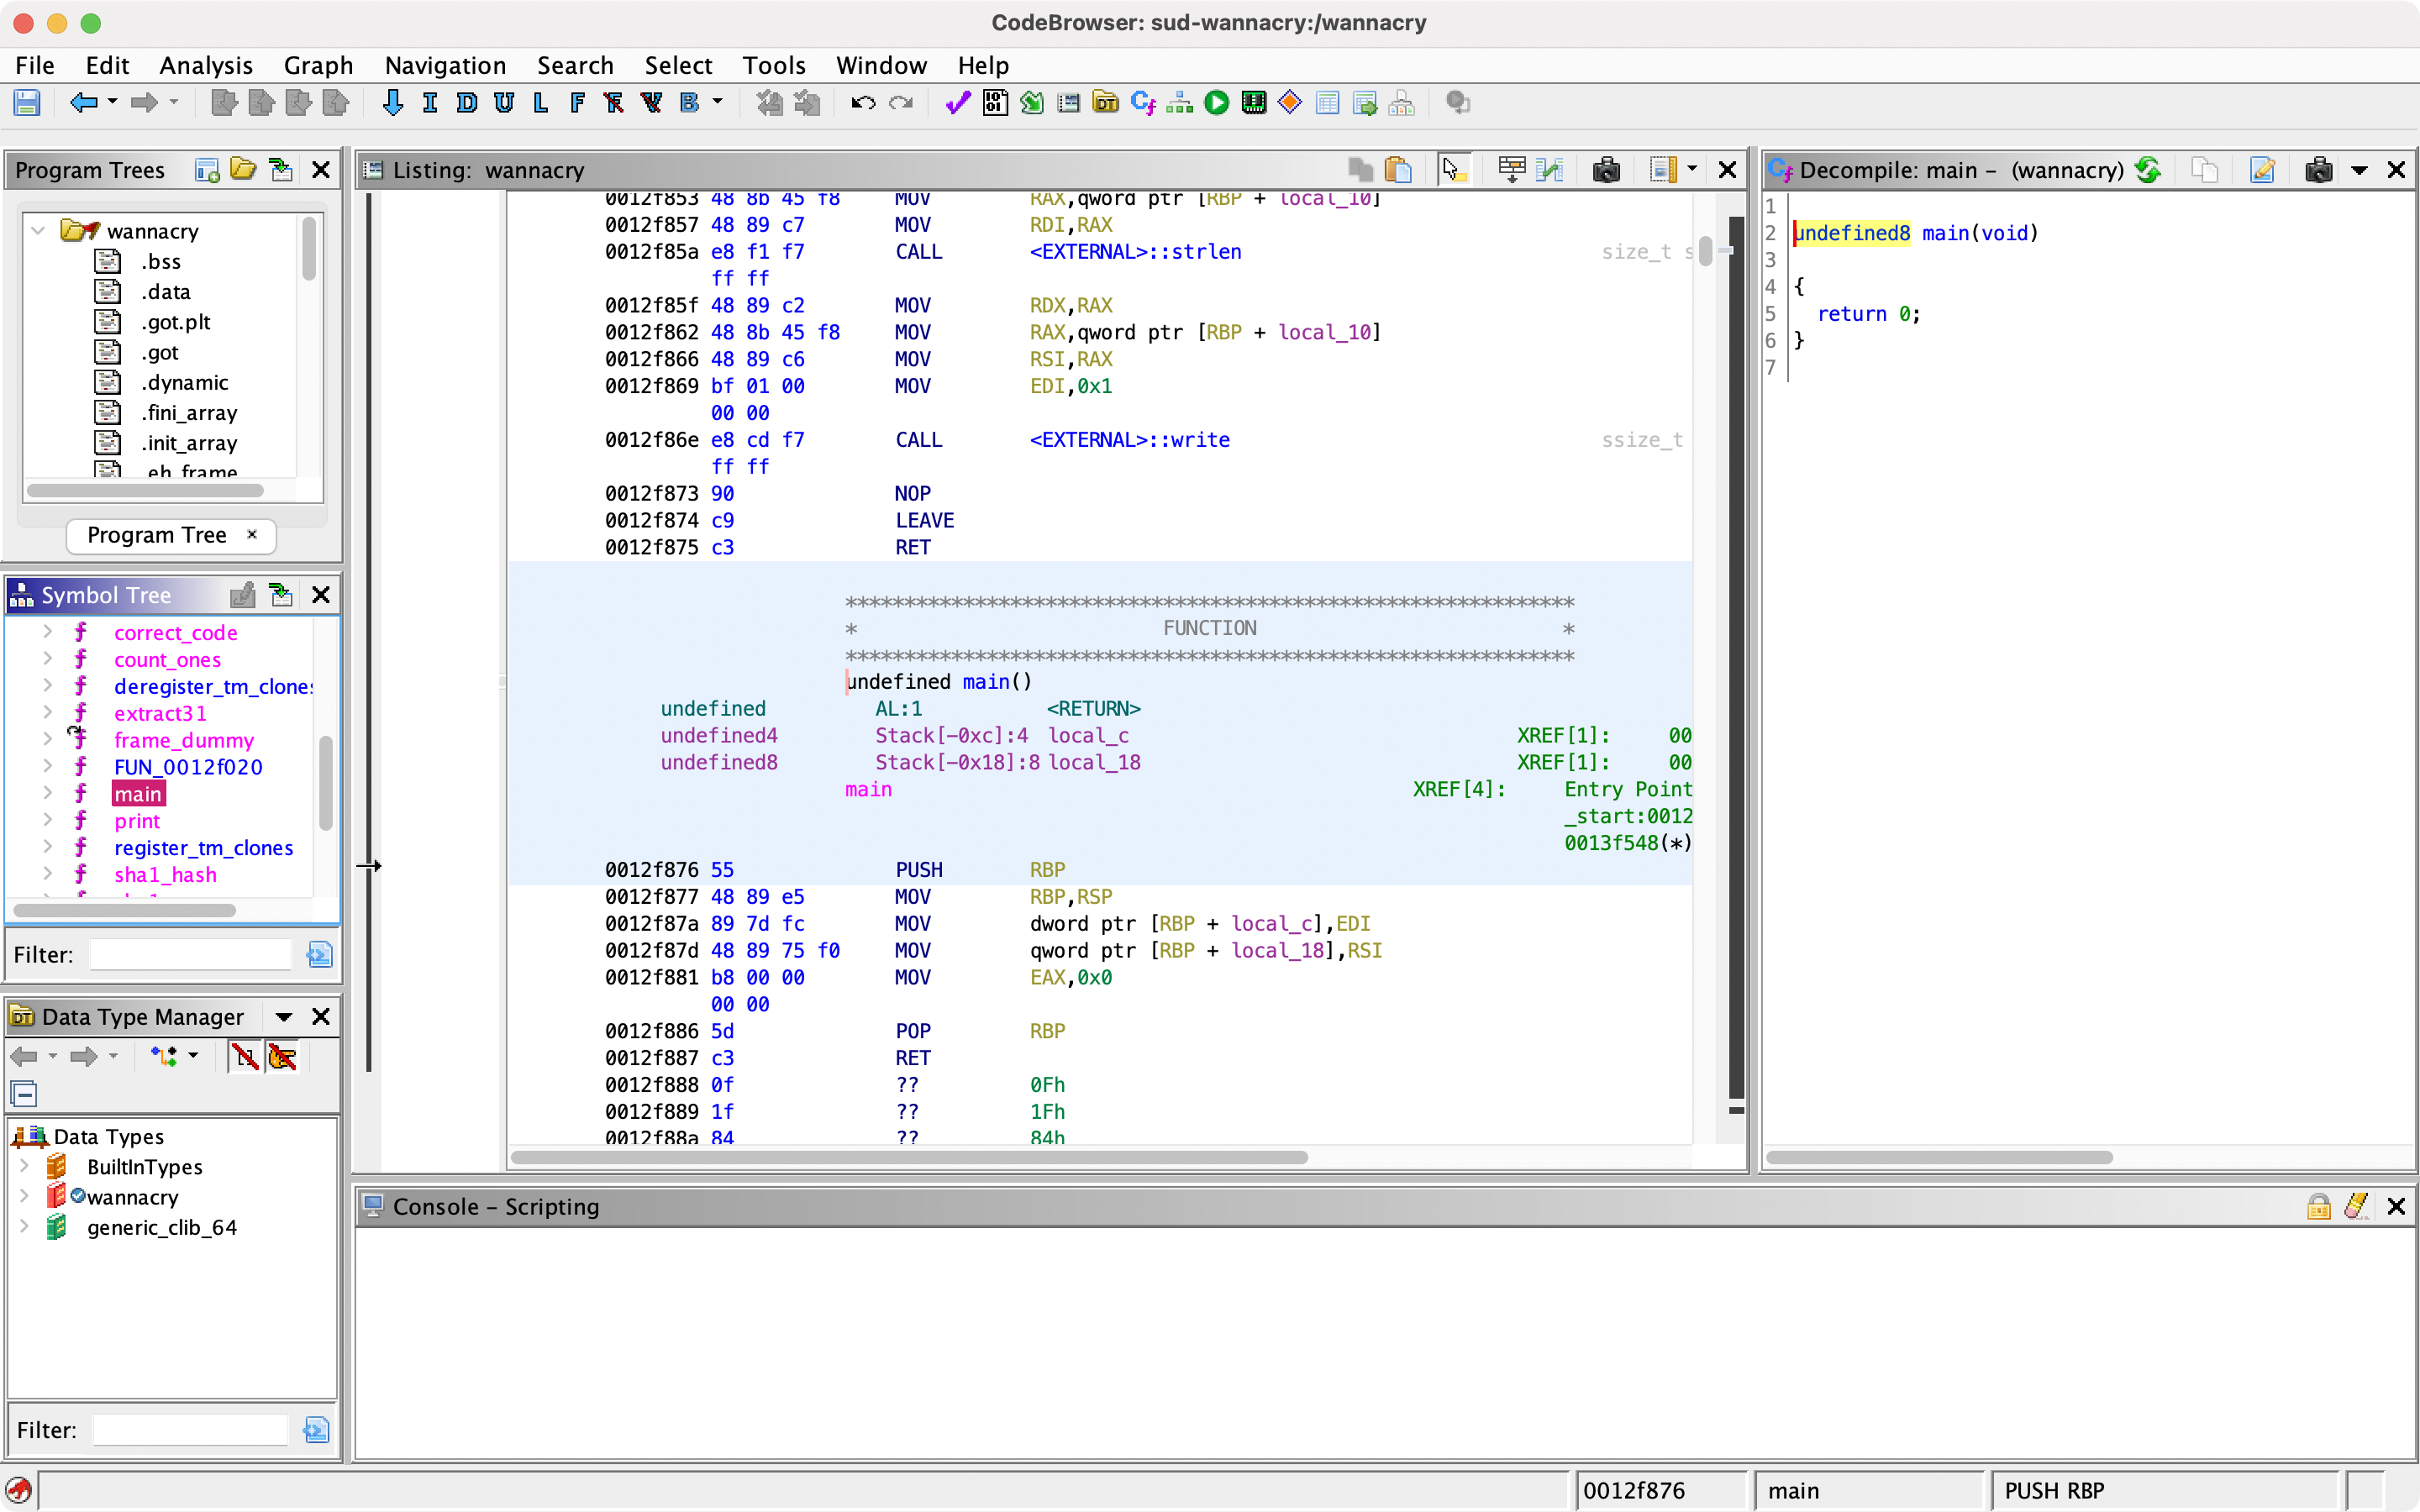 CodeBrowser: sud-wannacry:/wannacry
File Edit Analysis Graph Navigation Search Select Tools Window Help
I D U L F B
Program Trees
wannacry
.bss
.data
.got.plt
.got
.dynamic
.fini_array
.init_array
.eh_frame
Program Tree ×
Symbol Tree
correct_code
count_ones
deregister_tm_clones
extract31
frame_dummy
FUN_0012f020
main
print
register_tm_clones
sha1_hash
Filter:
Data Type Manager
Data Types
BuiltInTypes
wannacry
generic_clib_64
Filter:
Listing: wannacry
0012f853 48 8b 45 f8 MOV RAX,qword ptr [RBP + local_10]
0012f857 48 89 c7 MOV RDI,RAX
0012f85a e8 f1 f7 CALL <EXTERNAL>::strlen size_t s
ff ff
0012f85f 48 89 c2 MOV RDX,RAX
0012f862 48 8b 45 f8 MOV RAX,qword ptr [RBP + local_10]
0012f866 48 89 c6 MOV RSI,RAX
0012f869 bf 01 00 MOV EDI,0x1
00 00
0012f86e e8 cd f7 CALL <EXTERNAL>::write ssize_t
ff ff
0012f873 90 NOP
0012f874 c9 LEAVE
0012f875 c3 RET
**************************************************************
* FUNCTION *
**************************************************************
undefined main()
undefined AL:1 <RETURN>
undefined4 Stack[-0xc]:4 local_c XREF[1]: 00
undefined8 Stack[-0x18]:8 local_18 XREF[1]: 00
main XREF[4]: Entry Point
_start:0012
0013f548(*)
0012f876 55 PUSH RBP
0012f877 48 89 e5 MOV RBP,RSP
0012f87a 89 7d fc MOV dword ptr [RBP + local_c],EDI
0012f87d 48 89 75 f0 MOV qword ptr [RBP + local_18],RSI
0012f881 b8 00 00 MOV EAX,0x0
00 00
0012f886 5d POP RBP
0012f887 c3 RET
0012f888 0f ?? 0Fh
0012f889 1f ?? 1Fh
0012f88a 84 ?? 84h
Decompile: main – (wannacry)
1
2 undefined8 main(void)
3
4 {
5 return 0;
6 }
7
Console – Scripting
0012f876 main PUSH RBP